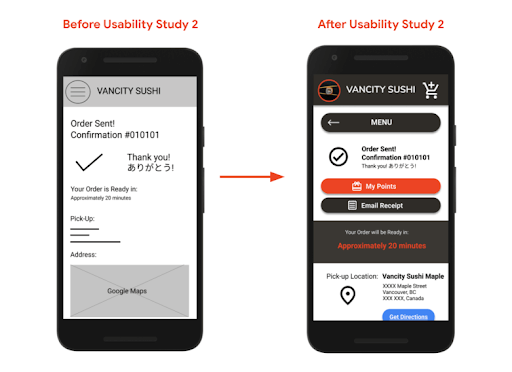 Before Usability Study 2
VANCITY SUSHI
Order Sent!
Confirmation #010101
Thank you!
ありがとう!
Your Order is Ready in:
Approximately 20 minutes
Pick-Up:
Address:
Google Maps
After Usability Study 2
VANCITY SUSHI
MENU
Order Sent!
Confirmation #010101
Thank you! ありがとう!
My Points
Email Receipt
Your Order will be Ready in:
Approximately 20 minutes
Pick-up Location:
Vancity Sushi Maple
XXXX Maple Street
Vancouver, BC
XXX XXX, Canada
Get Directions